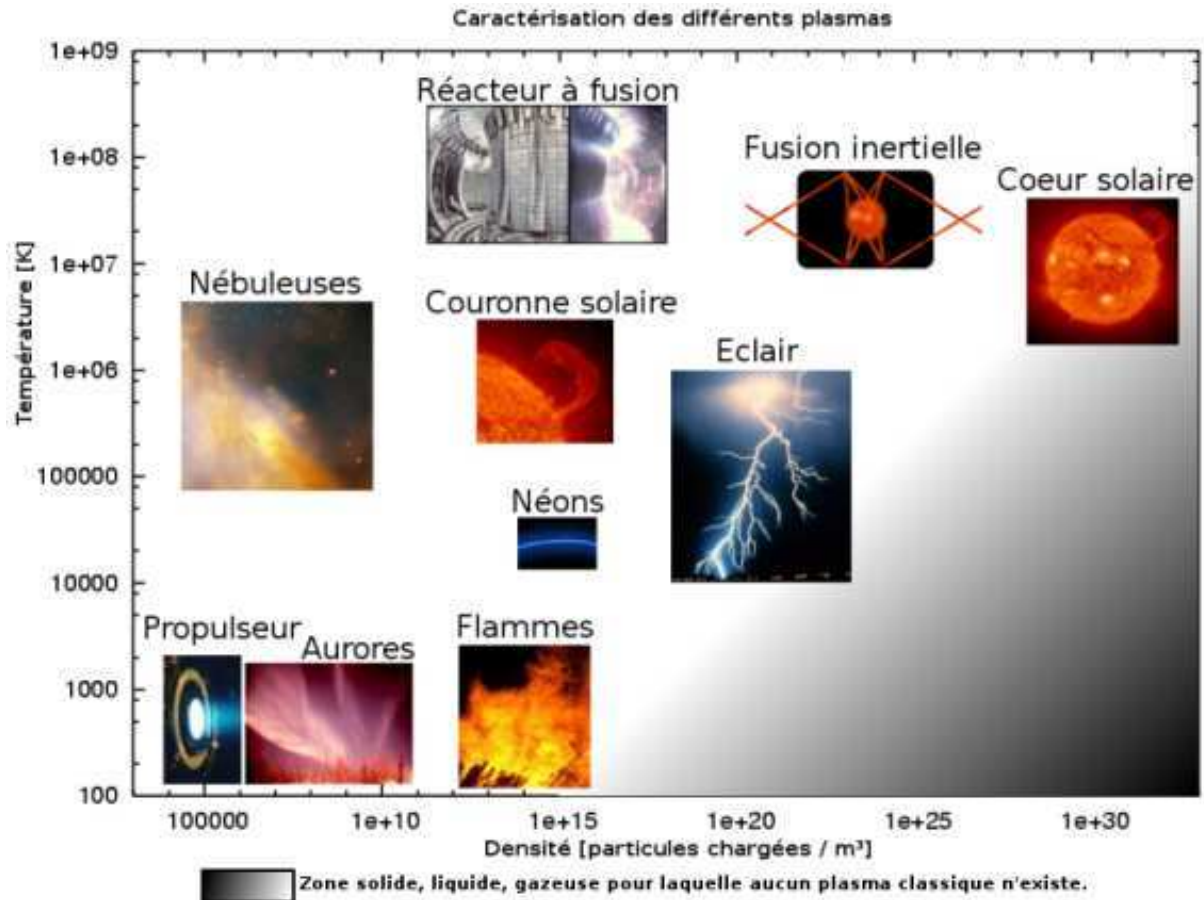 Caractérisation des différents plasmas
1e+09
1e+08
1e+07
1e+06
100000
10000
1000
100
Température [K]
Réacteur à fusion
Fusion inertielle
Coeur solaire
Nébuleuses
Couronne solaire
Eclair
Néons
Propulseur
Aurores
Flammes
100000
1e+10
1e+15
1e+20
1e+25
1e+30
Densité [particules chargées / m³]
Zone solide, liquide, gazeuse pour laquelle aucun plasma classique n'existe.